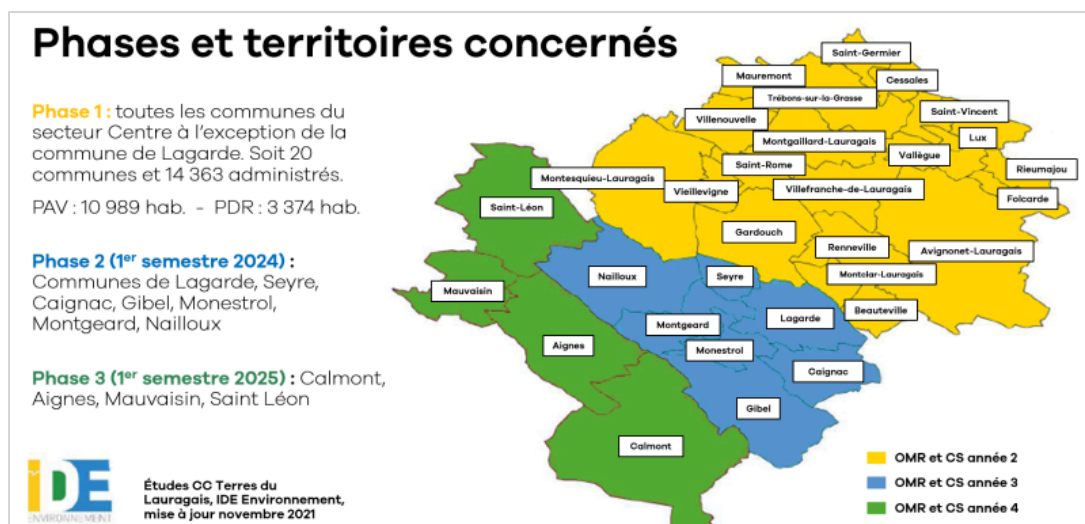 Phases et territoires concernés
Phase 1 : toutes les communes du
secteur Centre à l'exception de la
commune de Lagarde. Soit 20
communes et 14 363 administrés.
PAV : 10 989 hab. - PDR : 3 374 hab.
Phase 2 (1er semestre 2024) :
Communes de Lagarde, Seyre,
Caignac, Gibel, Monestrol,
Montgeard, Nailloux
Phase 3 (1er semestre 2025) : Calmont,
Aignes, Mauvaisin, Saint Léon
iDE
ENVIRONNEMENT
Études CC Terres du
Lauragais, IDE Environnement,
mise à jour novembre 2021
Saint-Germier
Mauremont
Cessales
Trébons-sur-la-Grasse
Saint-Vincent
Villenouvelle
Lux
Montgaillard-Lauragais
Vallègue
Saint-Rome
Rieumajou
Montesquieu-Lauragais
Vieillevigne
Villefranche-de-Lauragais
Folcarde
Saint-Léon
Gardouch
Renneville
Avignonet-Lauragais
Nailloux
Seyre
Montclar-Lauragais
Mauvaisin
Beauteville
Montgeard
Lagarde
Aignes
Monestrol
Caignac
Gibel
Calmont
OMR et CS année 2
OMR et CS année 3
OMR et CS année 4